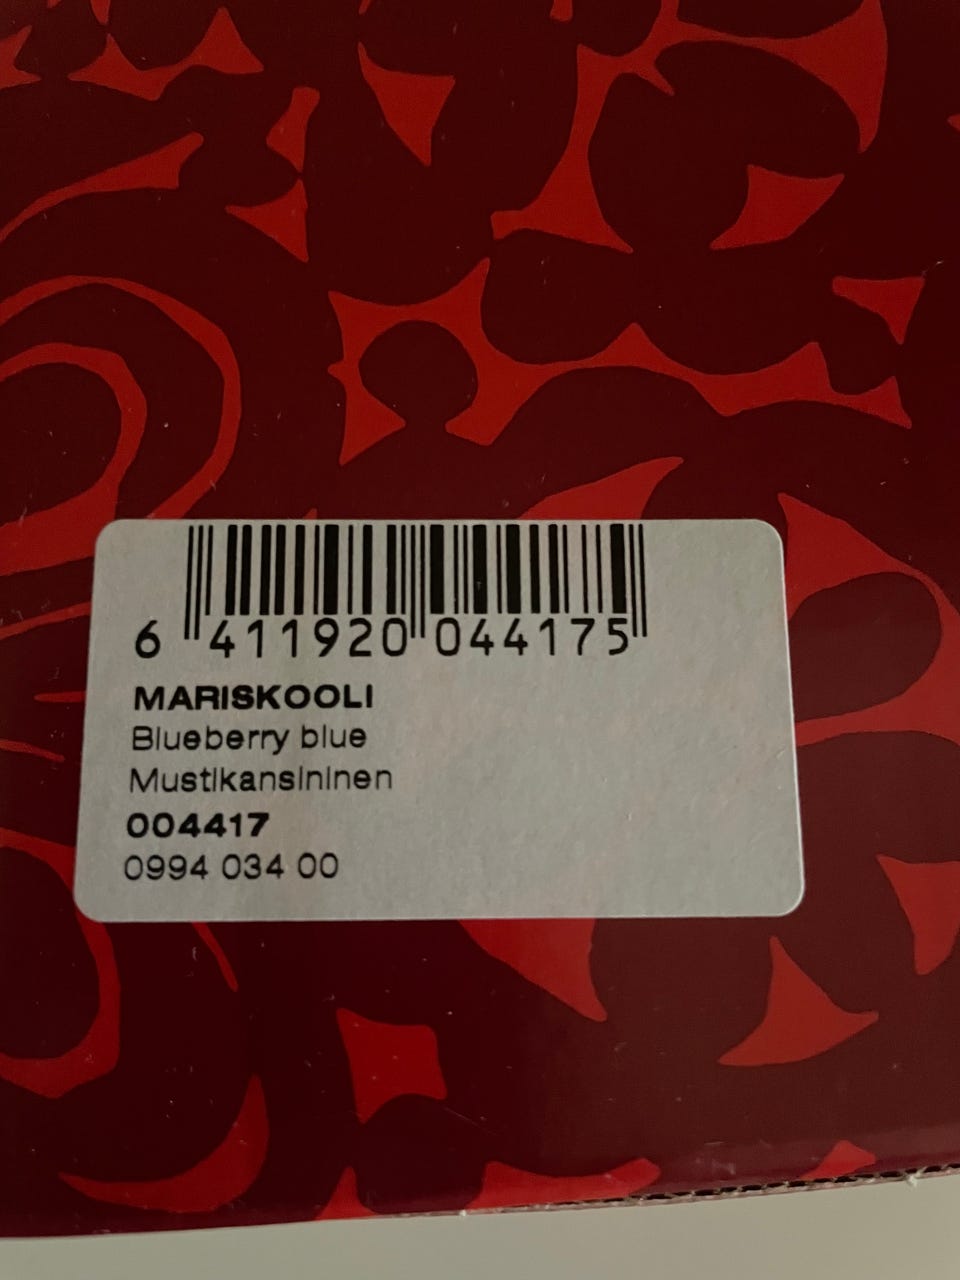 6 411920 044175
MARISKOOLI
Blueberry blue
Mustikansininen
004417
0994 034 00